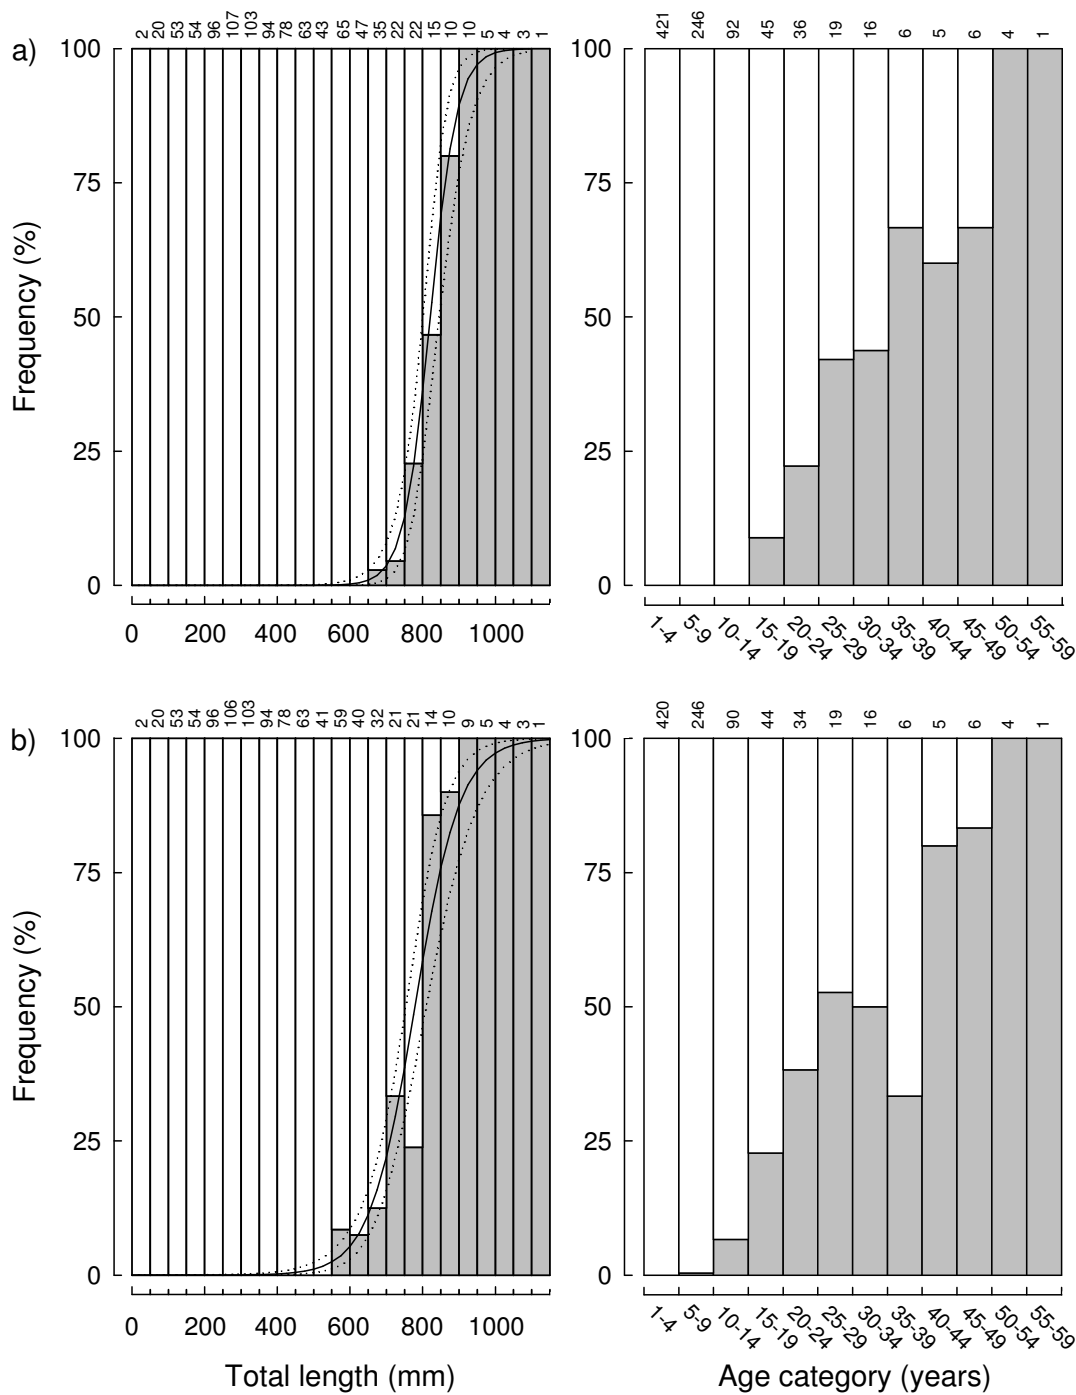 a)
2 20 53 54 96 107 103 94 78 63 43 65 47 35 22 22 15 10 10 5 4 3 1
421 246 92 45 36 19 16 6 5 6 4 1
Frequency (%)
100
75
50
25
0
100
75
50
25
0
0 200 400 600 800 1000
1-4 5-9 10-14 15-19 20-24 25-29 30-34 35-39 40-44 45-49 50-54 55-59
b)
2 20 53 54 96 106 103 94 78 63 41 59 40 32 21 21 14 10 9 5 4 3 1
420 246 90 44 34 19 16 6 5 6 4 1
Frequency (%)
100
75
50
25
0
100
75
50
25
0
0 200 400 600 800 1000
1-4 5-9 10-14 15-19 20-24 25-29 30-34 35-39 40-44 45-49 50-54 55-59
Total length (mm)
Age category (years)